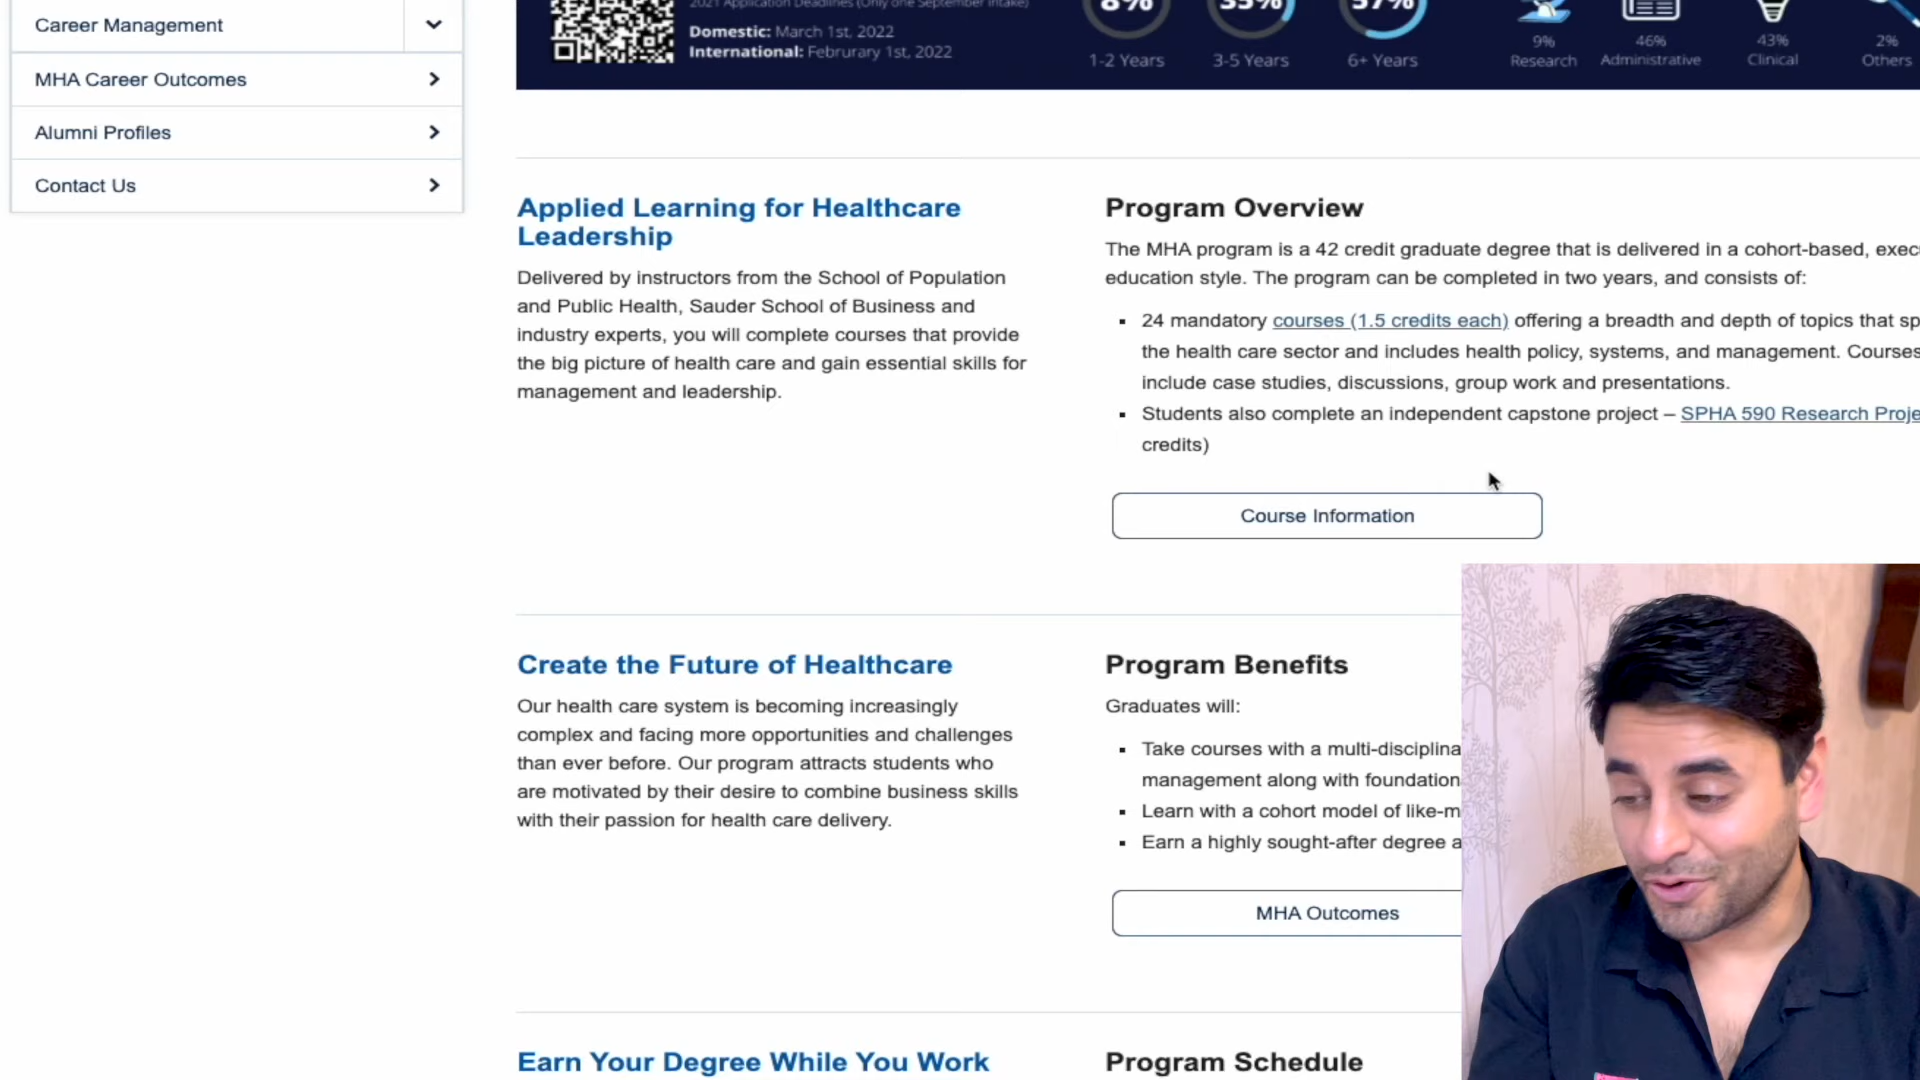 Career Management
MHA Career Outcomes
Alumni Profiles
Contact Us
2021 Application Deadlines (Only one September Intake)
Domestic: March 1st, 2022
International: Februrary 1st, 2022
8%
1-2 Years
35%
3-5 Years
57%
6+ Years
9%
Research
46%
Administrative
43%
Clinical
2%
Others
Applied Learning for Healthcare
Leadership
Delivered by instructors from the School of Population
and Public Health, Sauder School of Business and
industry experts, you will complete courses that provide
the big picture of health care and gain essential skills for
management and leadership.
Program Overview
The MHA program is a 42 credit graduate degree that is delivered in a cohort-based,
education style. The program can be completed in two years, and consists of:
24 mandatory courses (1.5 credits each) offering a breadth and depth of topics that
the health care sector and includes health policy, systems, and management. Courses
include case studies, discussions, group work and presentations.
Students also complete an independent capstone project – SPHA 590 Research
credits)
Course Information
Create the Future of Healthcare
Our health care system is becoming increasingly
complex and facing more opportunities and challenges
than ever before. Our program attracts students who
are motivated by their desire to combine business skills
with their passion for health care delivery.
Program Benefits
Graduates will:
Take courses with a
management along with
Learn with a cohort model of
Earn a highly sought-after degree
MHA Outcomes
Earn Your Degree While You Work
Program Schedule